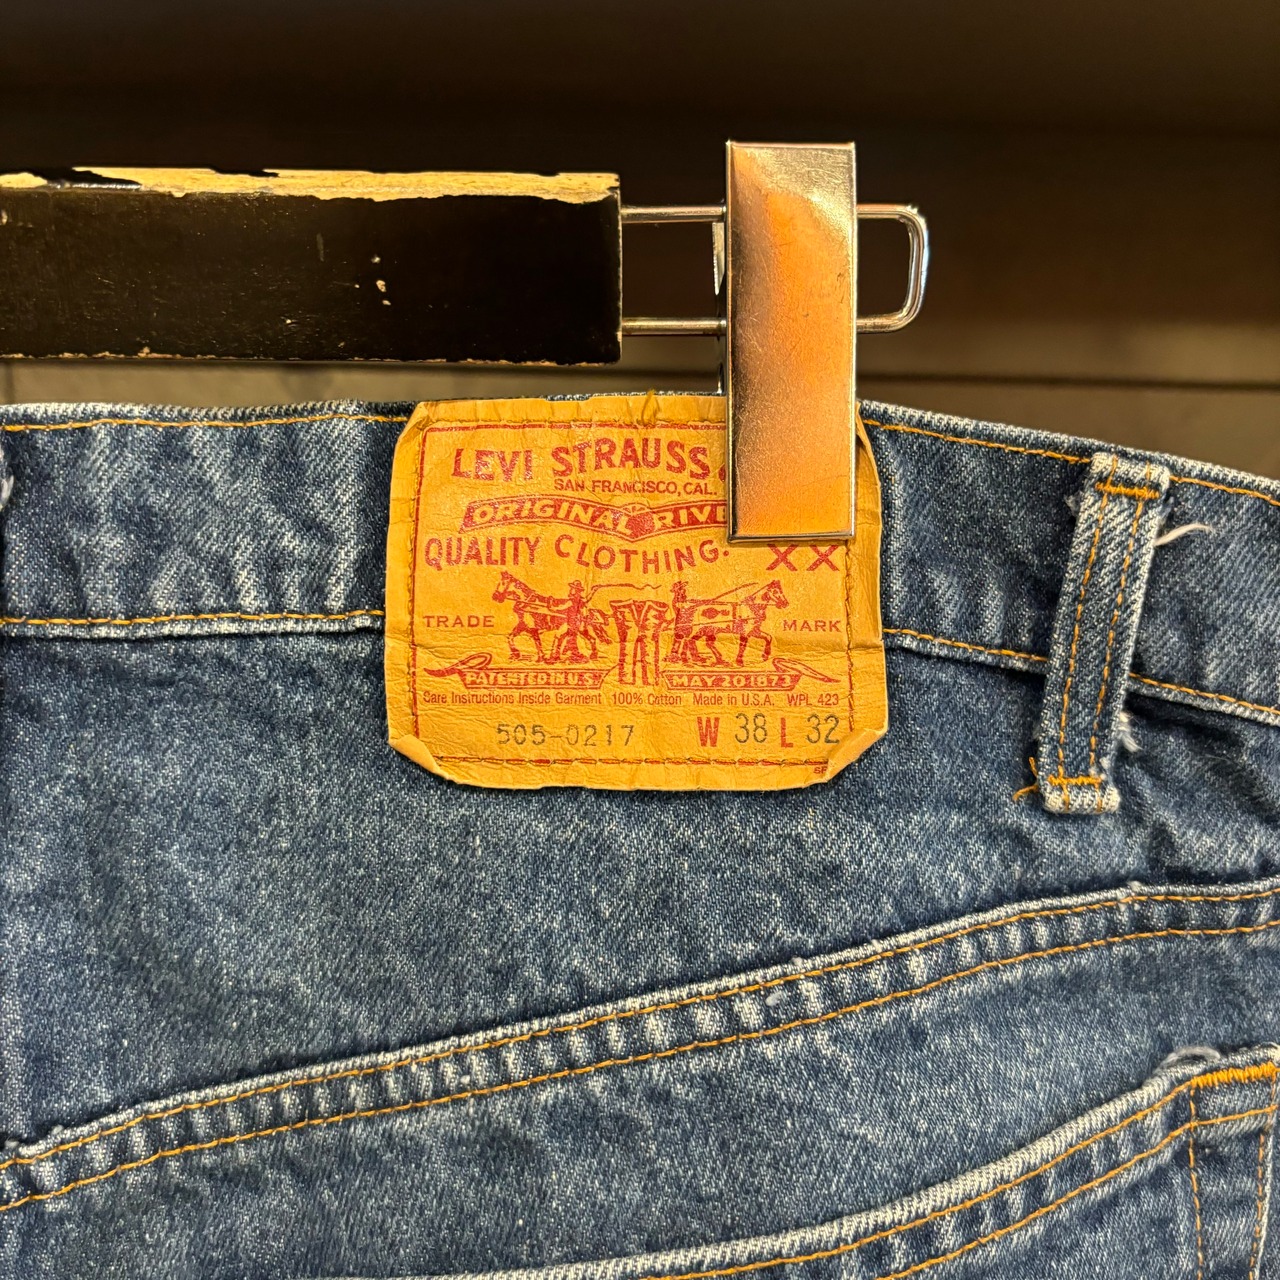 LEVI STRAUSS
SAN FRANCISCO, CAL.
ORIGINAL
QUALITY CLOTHING. XX
TRADE MARK
PATENTED IN U.S. MAY 20 1873
Care Instructions Inside Garment 100% Cotton Made in U.S.A. WPL 423
505-0217 W 38 L 32